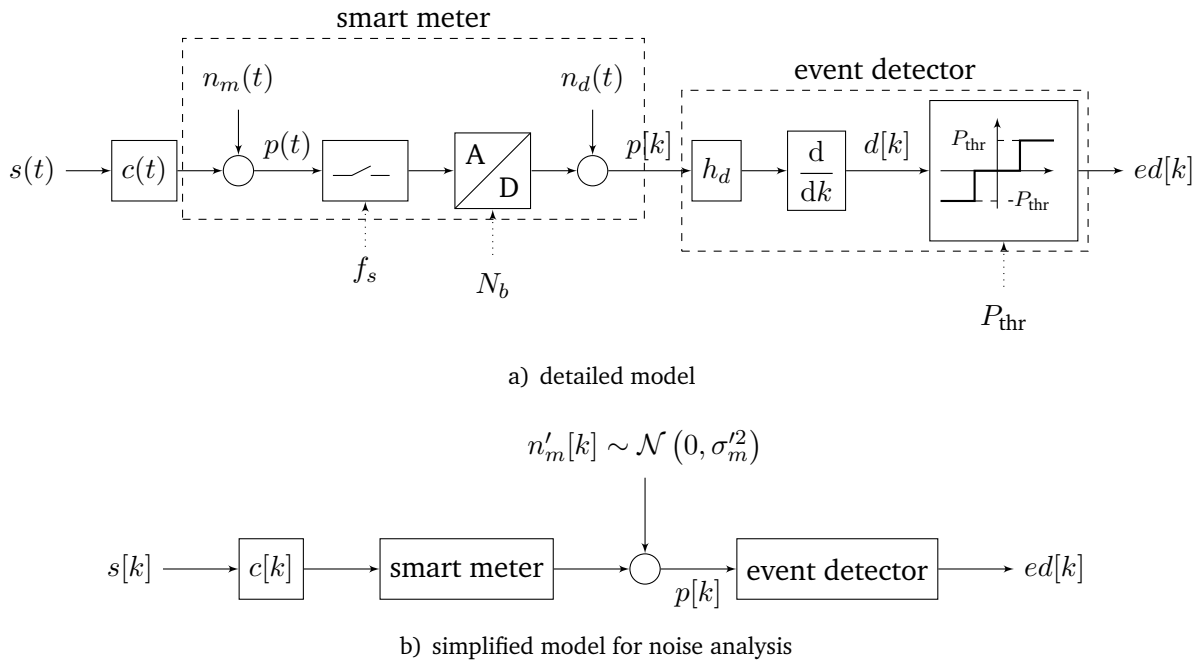 smart meter
n_m(t)
n_d(t)
event detector
s(t)
c(t)
p(t)
A
D
p[k]
h_d
d
dk
d[k]
P_thr
-P_thr
ed[k]
f_s
N_b
P_thr
a) detailed model
n′_m[k] ∼ 𝒩 (0, σ′²_m)
s[k]
c[k]
smart meter
p[k]
event detector
ed[k]
b) simplified model for noise analysis